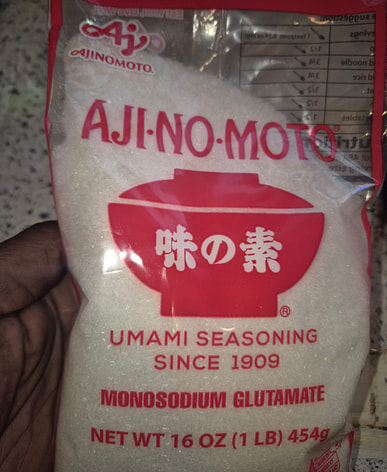 Aj
AJINOMOTO®
AJI-NO-MOTO
味の素
®
UMAMI SEASONING
SINCE 1909
MONOSODIUM GLUTAMATE
NET WT 16 OZ (1 LB) 454g